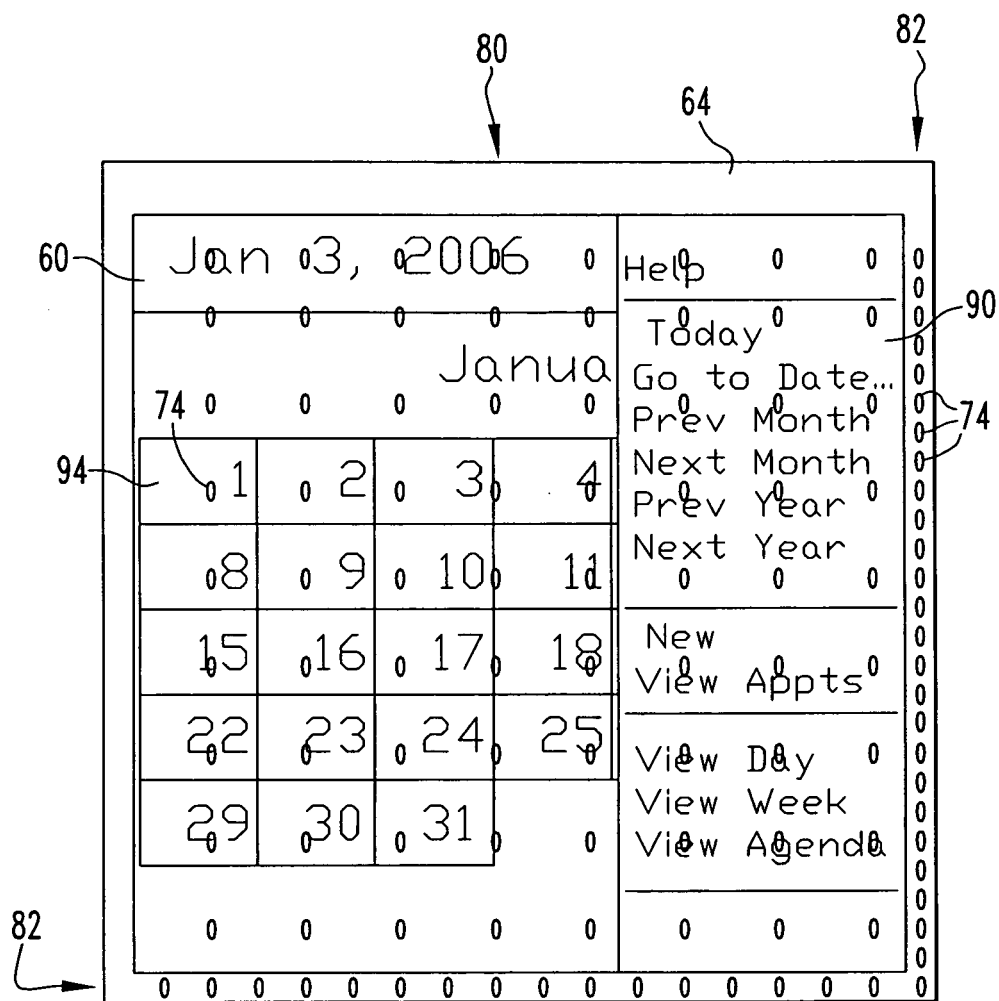 80
82
64
60
Jan 3, 2006
Help
90
Today
Janua
Go to Date...
74
Prev Month
74
94
1 2 3 4
Next Month
Prev Year
8 9 10 11
Next Year
15 16 17 18
New
View Appts
22 23 24 25
View Day
View Week
29 30 31
View Agenda
82